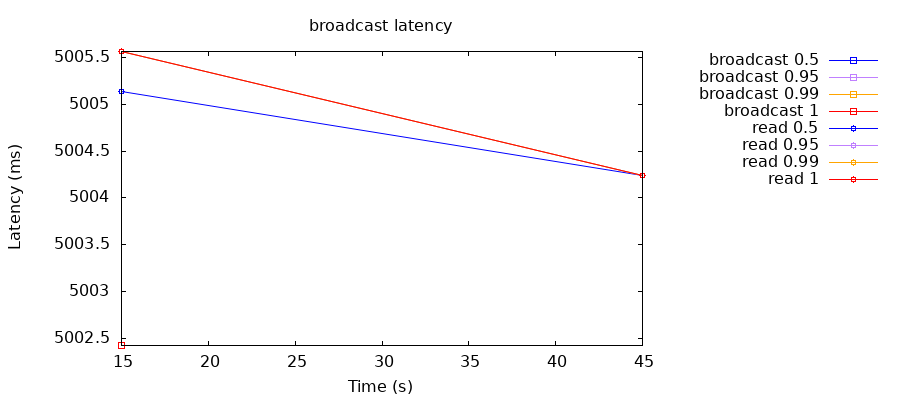 broadcast latency
Latency (ms)
5005.5
5005
5004.5
5004
5003.5
5003
5002.5
15 20 25 30 35 40 45
Time (s)
broadcast 0.5
broadcast 0.95
broadcast 0.99
broadcast 1
read 0.5
read 0.95
read 0.99
read 1